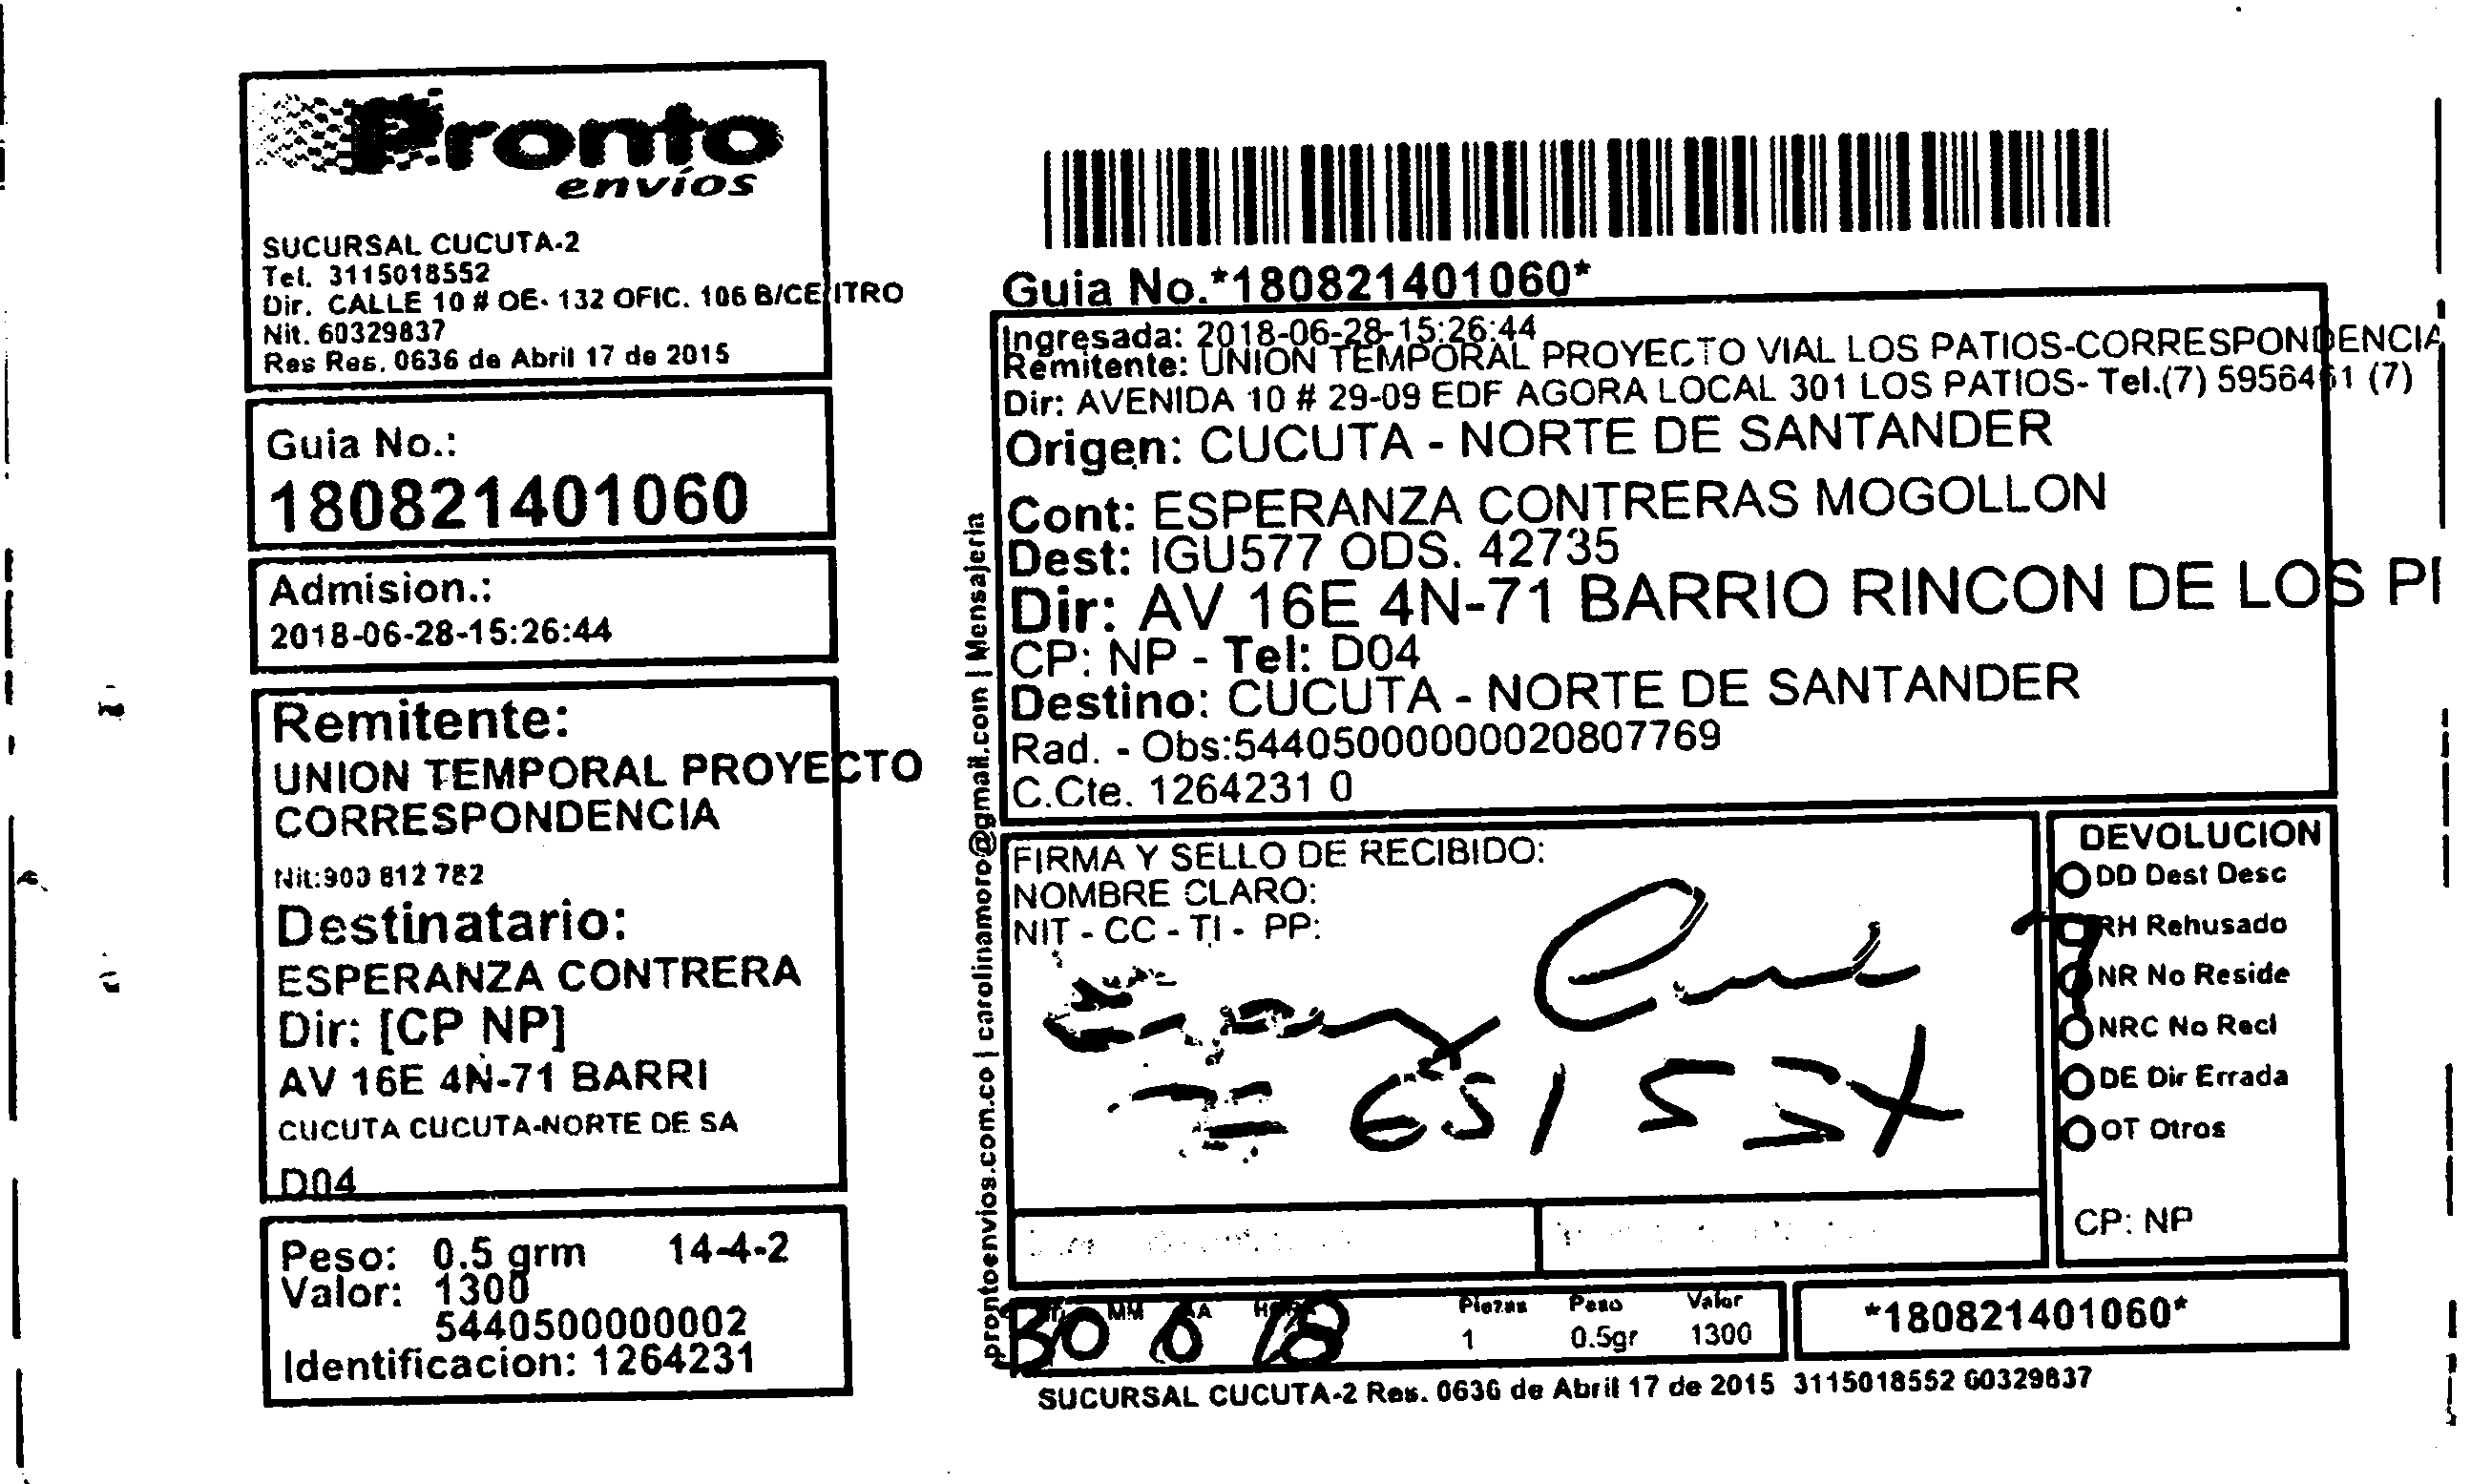 Pronto
envíos
SUCURSAL CUCUTA-2
Tel. 3115018552
Dir. CALLE 10 # OE- 132 OFIC. 106 B/CENTRO
Nit. 60329837
Res Res. 0636 de Abril 17 de 2015
Guia No.:
180821401060
Admision.:
2018-06-28-15:26:44
Remitente:
UNION TEMPORAL PROYECTO
CORRESPONDENCIA
Nit:900 812 782
Destinatario:
ESPERANZA CONTRERA
Dir: [CP NP]
AV 16E 4N-71 BARRI
CUCUTA CUCUTA-NORTE DE SA
D04
Peso: 0.5 grm 14-4-2
Valor: 1300
5440500000002
Identificacion: 1264231
prontoenvios.com.co | carolinamoro@gmail.com | Mensajeria
Guia No.*180821401060*
Ingresada: 2018-06-28-15:26:44
Remitente: UNION TEMPORAL PROYECTO VIAL LOS PATIOS-CORRESPONDENCIA
Dir: AVENIDA 10 # 29-09 EDF AGORA LOCAL 301 LOS PATIOS- Tel.(7) 5956461 (7)
Origen: CUCUTA - NORTE DE SANTANDER
Cont: ESPERANZA CONTRERAS MOGOLLON
Dest: IGU577 ODS. 42735
Dir: AV 16E 4N-71 BARRIO RINCON DE LOS PI
CP: NP - Tel: D04
Destino: CUCUTA - NORTE DE SANTANDER
Rad. - Obs:544050000000020807769
C.Cte. 1264231 0
FIRMA Y SELLO DE RECIBIDO:
NOMBRE CLARO:
NIT - CC - TI - PP:
DEVOLUCION
DD Dest Desc
RH Rehusado
NR No Reside
NRC No Recl
DE Dir Errada
OT Otros
CP: NP
MM
30 6 18
Piezas Peso Valor
1 0.5gr 1300
*180821401060*
SUCURSAL CUCUTA-2 Res. 0636 de Abril 17 de 2015 3115018552 60329837